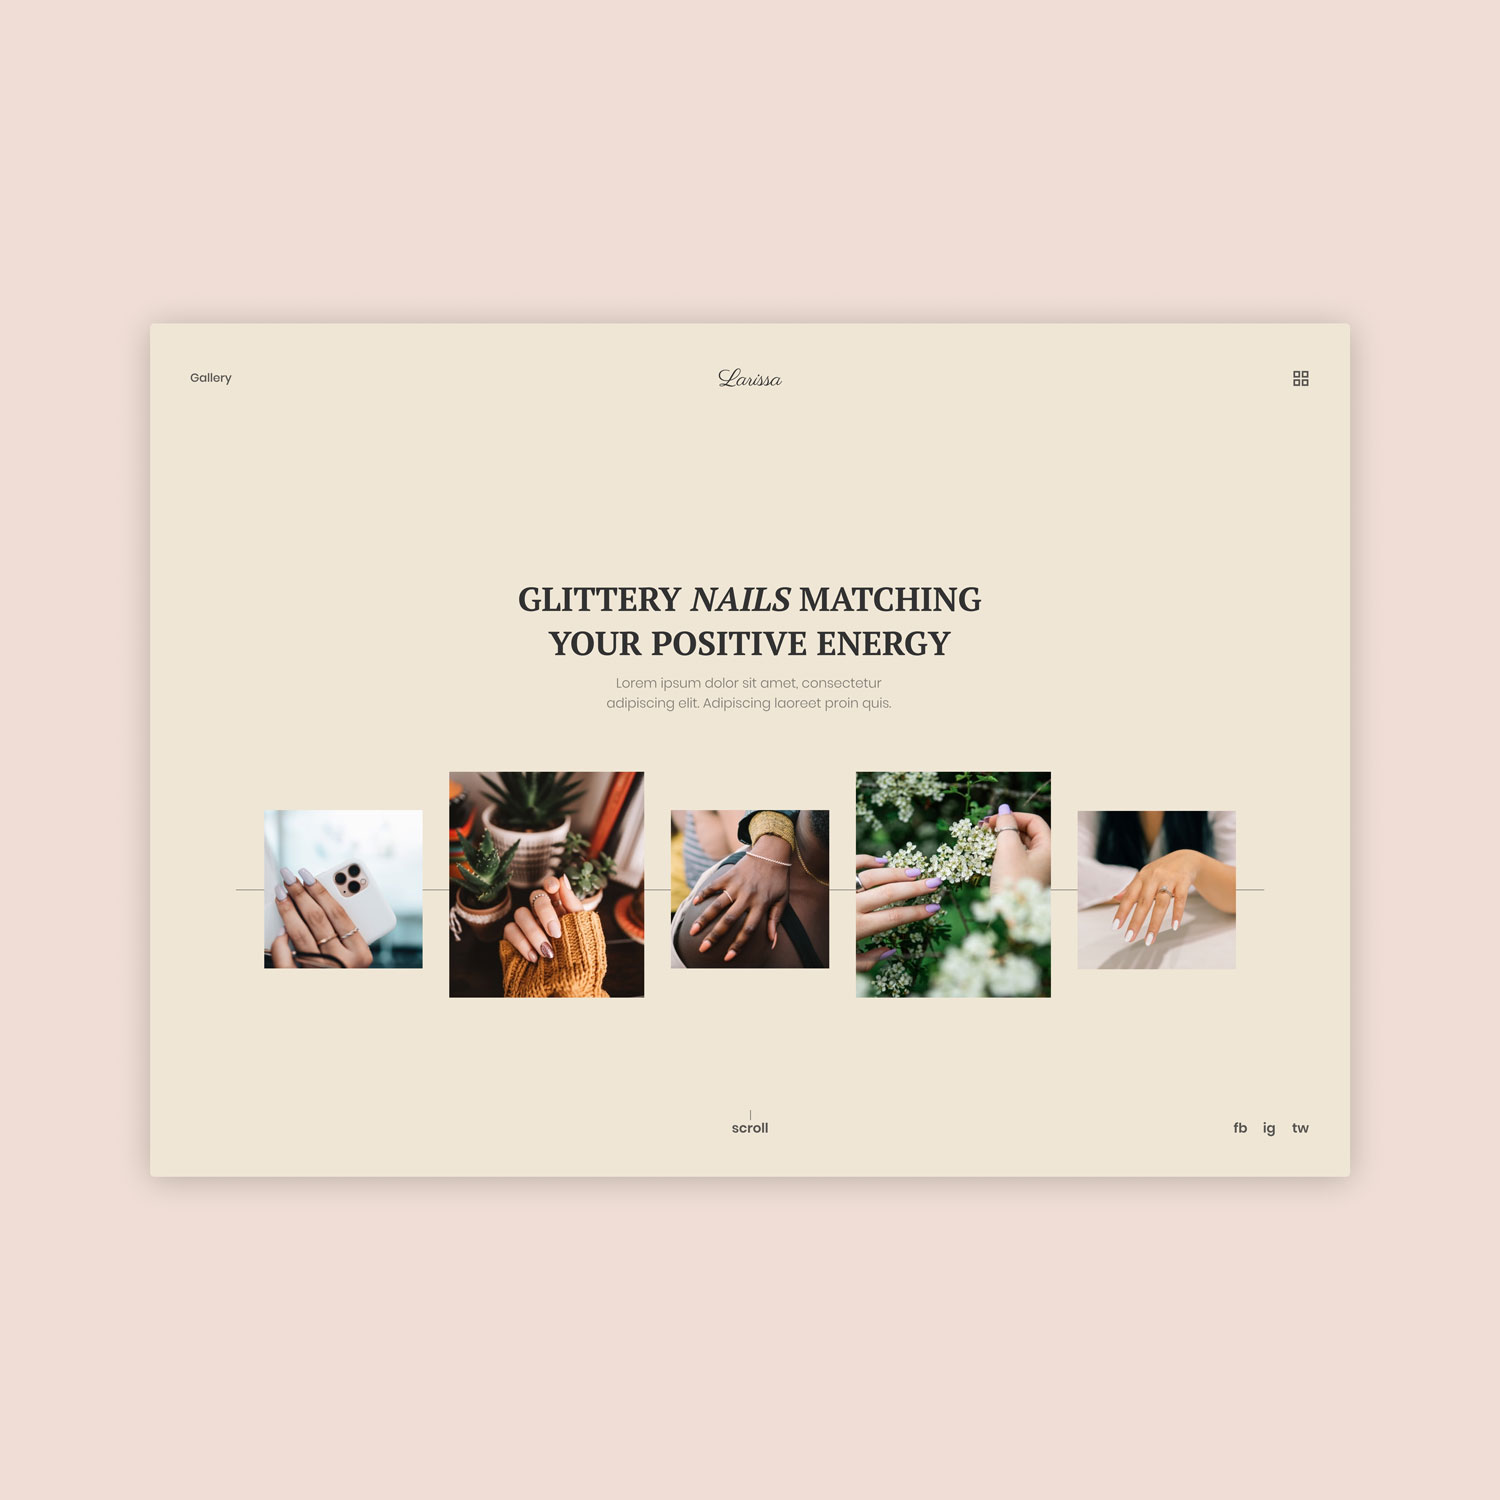 Gallery
Larissa
GLITTERY NAILS MATCHING
YOUR POSITIVE ENERGY
Lorem ipsum dolor sit amet, consectetur
adipiscing elit. Adipiscing laoreet proin quis.
scroll
fb ig tw